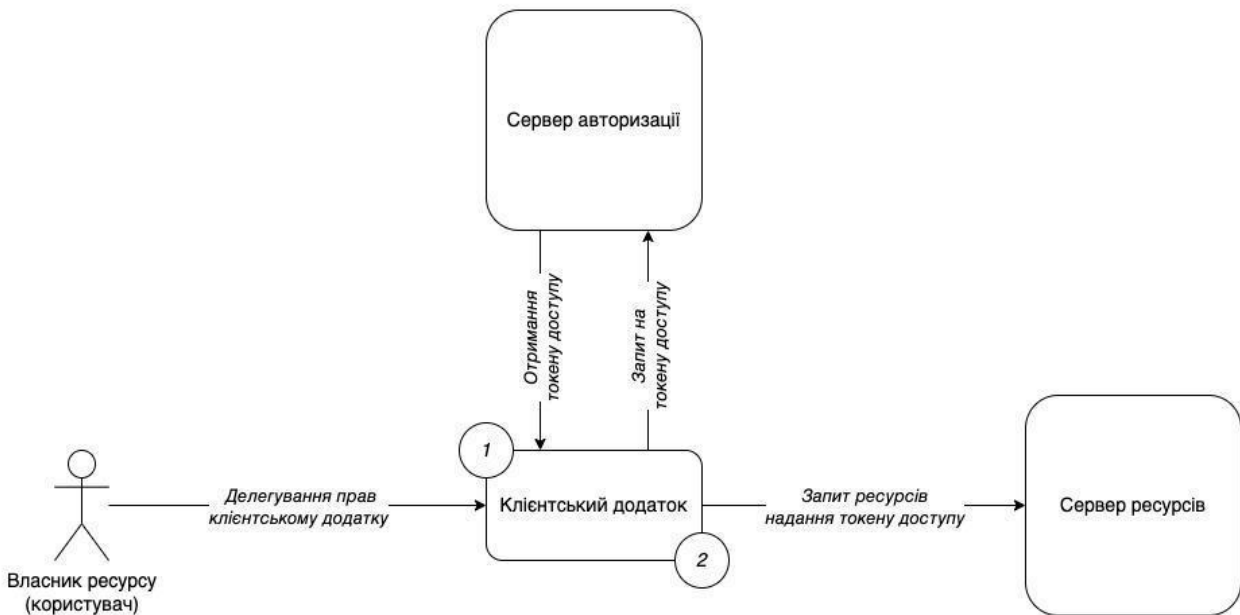 Сервер авторизації
Отримання
токену доступу
Запит на
токену доступу
1
Делегування прав
клієнтському додатку
Клієнтський додаток
Запит ресурсів
надання токену доступу
Сервер ресурсів
2
Власник ресурсу
(користувач)